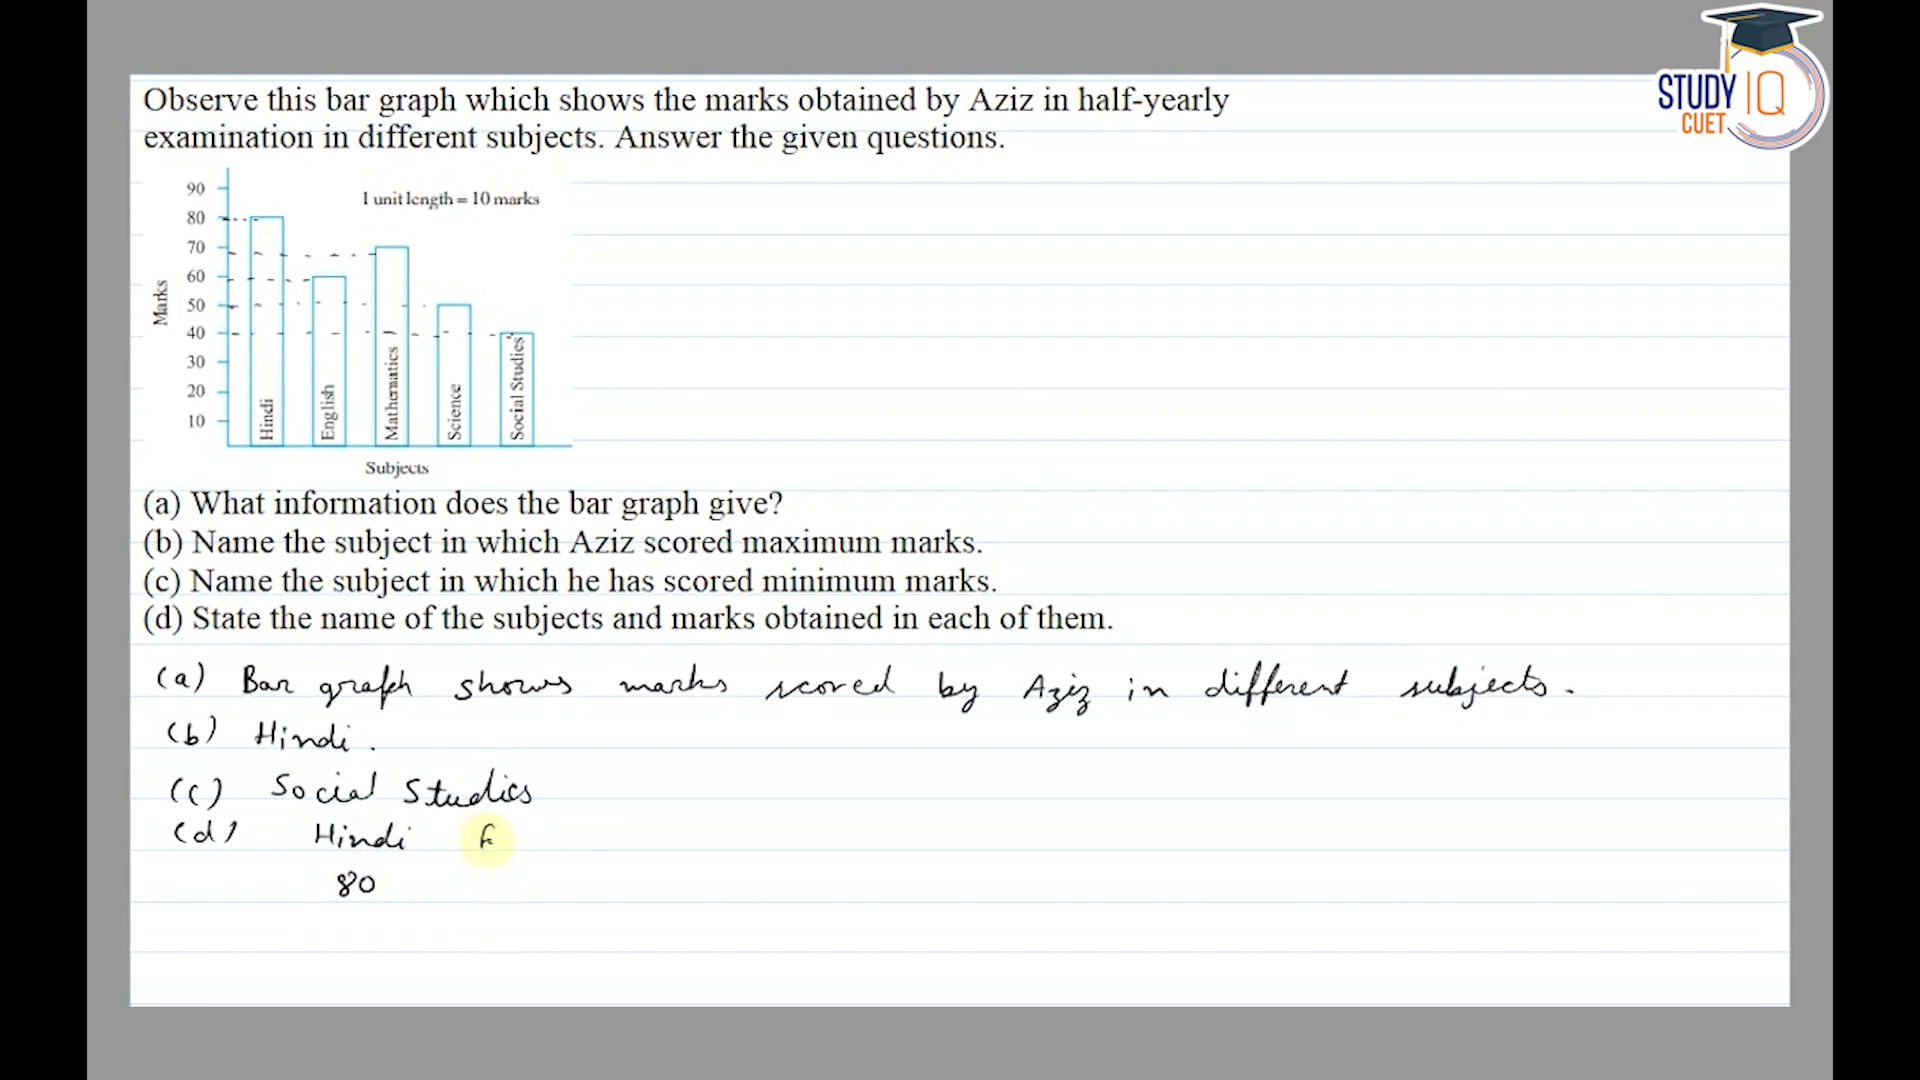 STUDY IQ
CUET
Observe this bar graph which shows the marks obtained by Aziz in half-yearly
examination in different subjects. Answer the given questions.
1 unit length = 10 marks
90
80
70
60
50
40
30
20
10
Marks
Hindi
English
Mathematics
Science
Social Studies
Subjects
(a) What information does the bar graph give?
(b) Name the subject in which Aziz scored maximum marks.
(c) Name the subject in which he has scored minimum marks.
(d) State the name of the subjects and marks obtained in each of them.
(a) Bar graph shows marks scored by Aziz in different subjects.
(b) Hindi.
(c) Social Studies
(d) Hindi
80